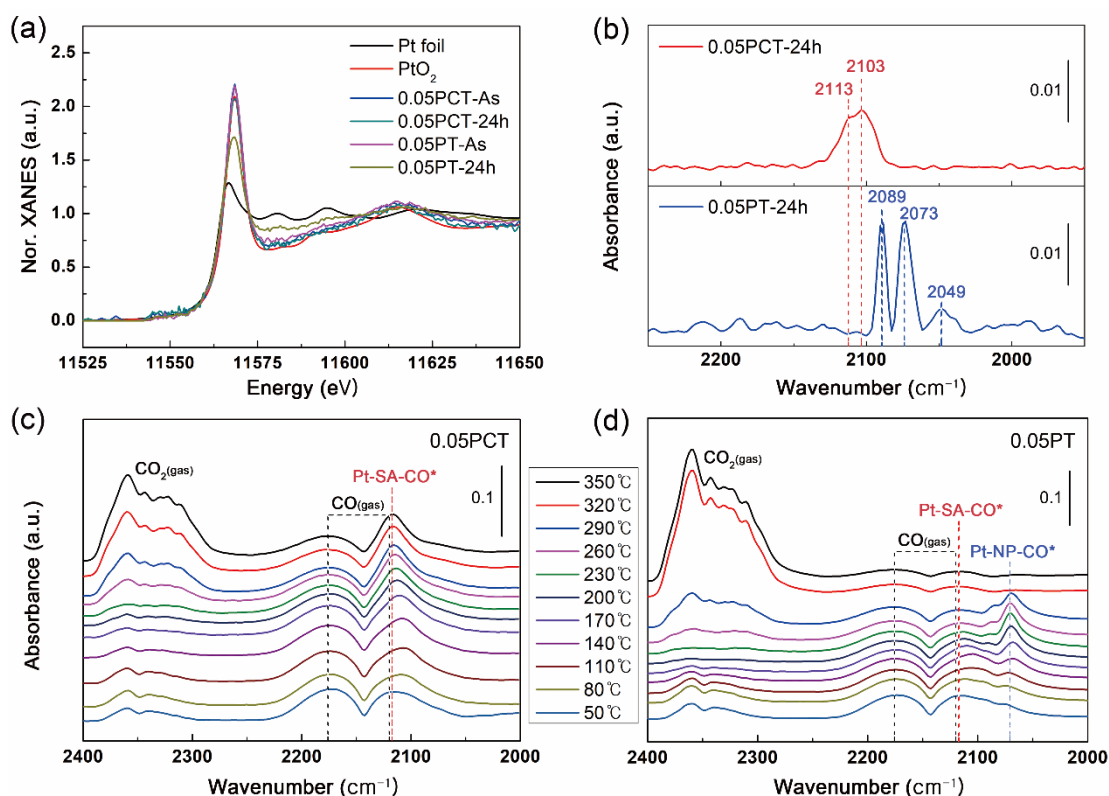 (a)
Nor. XANES (a.u.)
2.5
2.0
1.5
1.0
0.5
0.0
Pt foil
PtO₂
0.05PCT-As
0.05PCT-24h
0.05PT-As
0.05PT-24h
11525 11550 11575 11600 11625 11650
Energy (eV)
(b)
Absorbance (a.u.)
0.05PCT-24h
2103
2113
0.01
0.05PT-24h
2089
2073
2049
0.01
2200 2100 2000
Wavenumber (cm⁻¹)
(c)
Absorbance (a.u.)
0.05PCT
CO₂(gas)
Pt-SA-CO*
CO(gas)
0.1
2400 2300 2200 2100 2000
Wavenumber (cm⁻¹)
350℃
320℃
290℃
260℃
230℃
200℃
170℃
140℃
110℃
80℃
50℃
(d)
0.05PT
CO₂(gas)
0.1
Pt-SA-CO*
CO(gas)
Pt-NP-CO*
2400 2300 2200 2100 2000
Wavenumber (cm⁻¹)